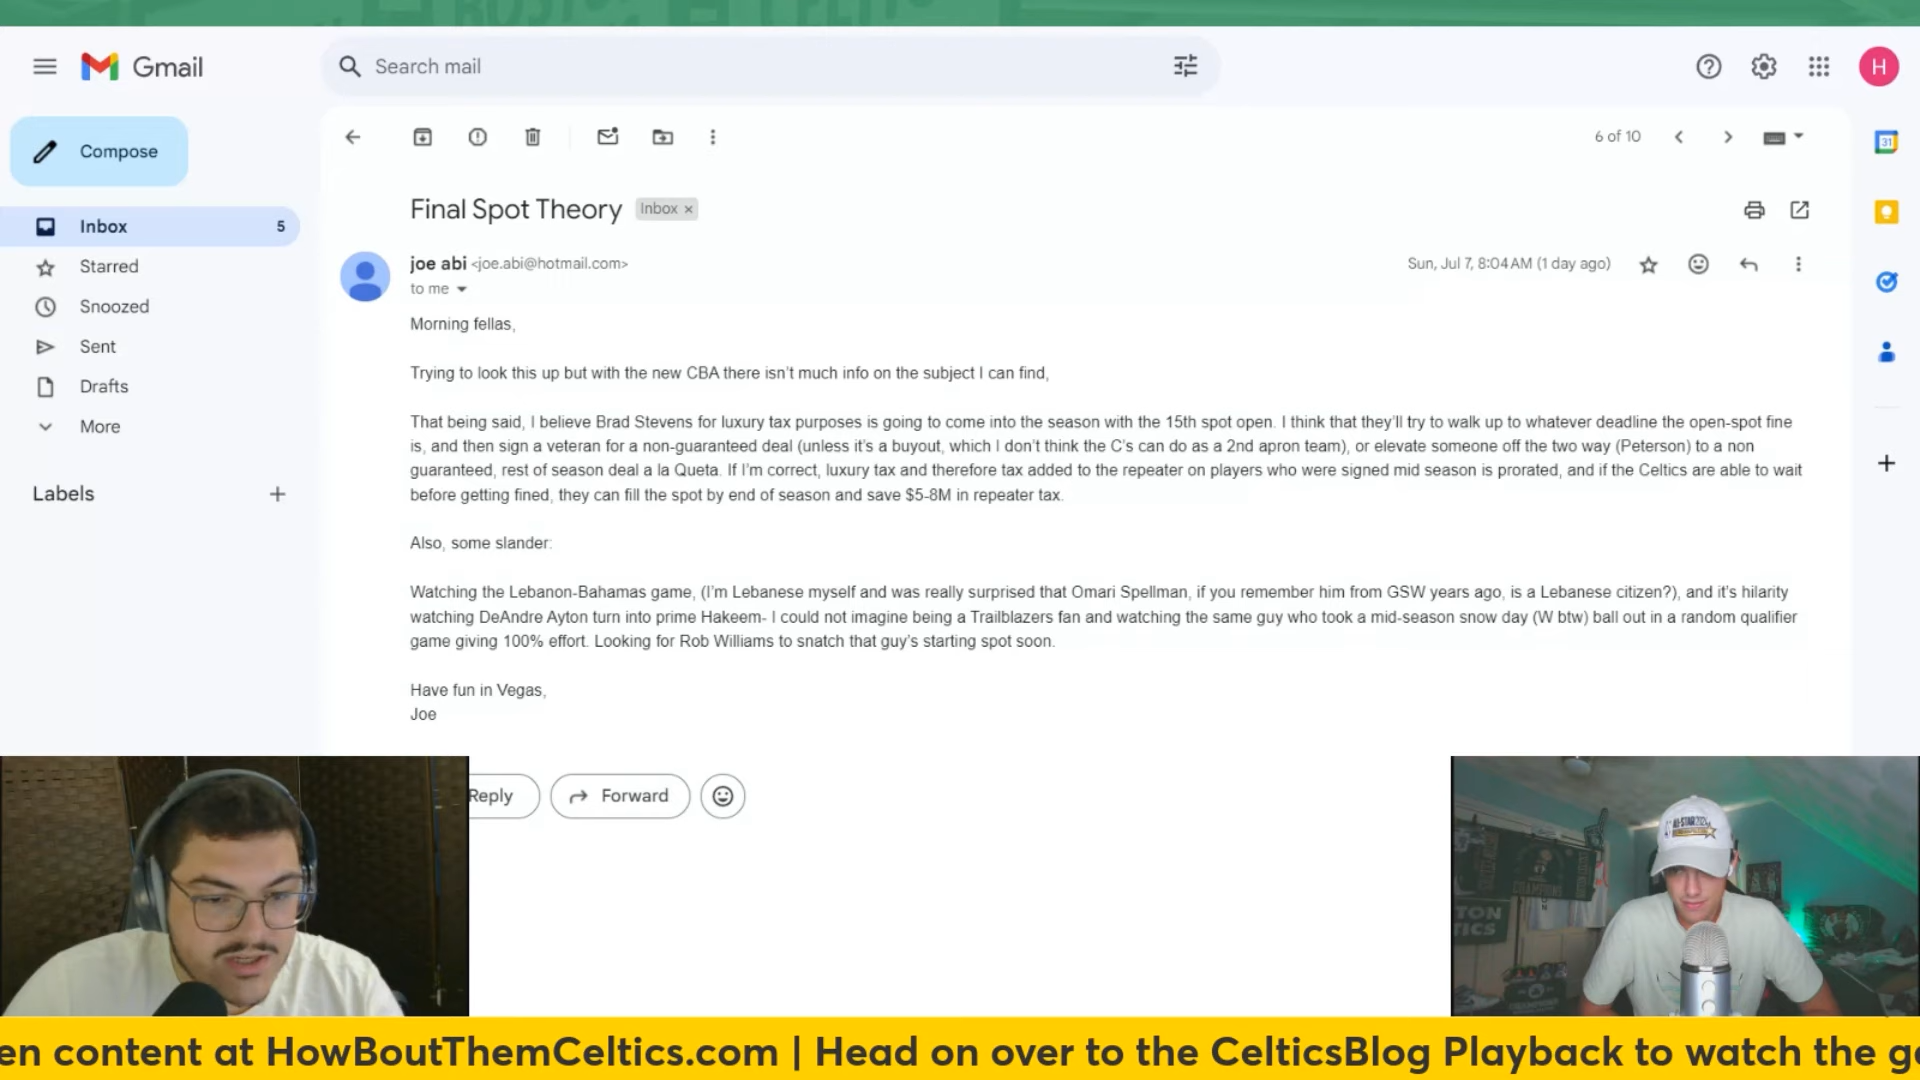 Gmail
Search mail
H
Compose
6 of 10
31
Final Spot Theory
Inbox ×
Inbox 5
joe abi <joe.abi@hotmail.com>
Sun, Jul 7, 8:04 AM (1 day ago)
to me
Starred
Snoozed
Sent
Drafts
More
Labels
Morning fellas,
Trying to look this up but with the new CBA there isn't much info on the subject I can find,
That being said, I believe Brad Stevens for luxury tax purposes is going to come into the season with the 15th spot open. I think that they'll try to walk up to whatever deadline the open-spot fine
is, and then sign a veteran for a non-guaranteed deal (unless it's a buyout, which I don't think the C's can do as a 2nd apron team), or elevate someone off the two way (Peterson) to a non
guaranteed, rest of season deal a la Queta. If I'm correct, luxury tax and therefore tax added to the repeater on players who were signed mid season is prorated, and if the Celtics are able to wait
before getting fined, they can fill the spot by end of season and save $5-8M in repeater tax.
Also, some slander:
Watching the Lebanon-Bahamas game, (I'm Lebanese myself and was really surprised that Omari Spellman, if you remember him from GSW years ago, is a Lebanese citizen?), and it's hilarity
watching DeAndre Ayton turn into prime Hakeem- I could not imagine being a Trailblazers fan and watching the same guy who took a mid-season snow day (W btw) ball out in a random qualifier
game giving 100% effort. Looking for Rob Williams to snatch that guy's starting spot soon.
Have fun in Vegas,
Joe
Reply
Forward
ALL-STAR 2024
TON
TICS
en content at HowBoutThemCeltics.com | Head on over to the CelticsBlog Playback to watch the g